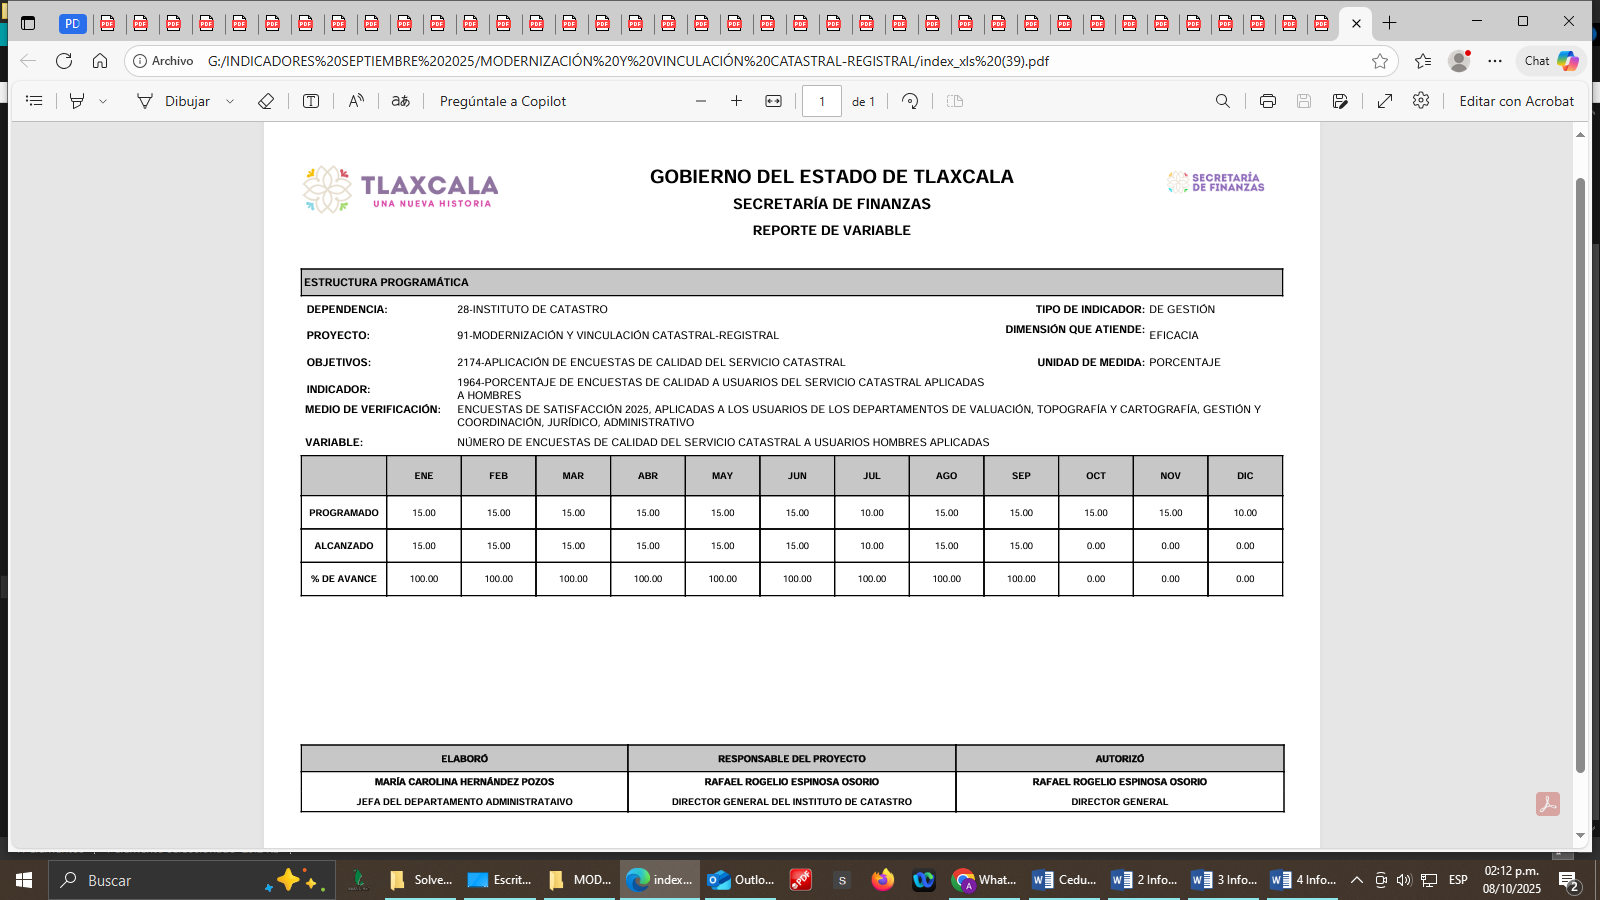 PD
Archivo
G:/INDICADORES%20SEPTIEMBRE%202025/MODERNIZACIÓN%20Y%20VINCULACIÓN%20CATASTRAL-REGISTRAL/index_xls%20(39).pdf
Chat
Dibujar
Pregúntale a Copilot
1
de 1
Editar con Acrobat
TLAXCALA
UNA NUEVA HISTORIA
GOBIERNO DEL ESTADO DE TLAXCALA
SECRETARÍA DE FINANZAS
REPORTE DE VARIABLE
SECRETARÍA
DE FINANZAS
ESTRUCTURA PROGRAMÁTICA
DEPENDENCIA: 28-INSTITUTO DE CATASTRO TIPO DE INDICADOR: DE GESTIÓN
PROYECTO: 91-MODERNIZACIÓN Y VINCULACIÓN CATASTRAL-REGISTRAL DIMENSIÓN QUE ATIENDE: EFICACIA
OBJETIVOS: 2174-APLICACIÓN DE ENCUESTAS DE CALIDAD DEL SERVICIO CATASTRAL UNIDAD DE MEDIDA: PORCENTAJE
INDICADOR: 1964-PORCENTAJE DE ENCUESTAS DE CALIDAD A USUARIOS DEL SERVICIO CATASTRAL APLICADAS
A HOMBRES
MEDIO DE VERIFICACIÓN: ENCUESTAS DE SATISFACCIÓN 2025, APLICADAS A LOS USUARIOS DE LOS DEPARTAMENTOS DE VALUACIÓN, TOPOGRAFÍA Y CARTOGRAFÍA, GESTIÓN Y
COORDINACIÓN, JURÍDICO, ADMINISTRATIVO
VARIABLE: NÚMERO DE ENCUESTAS DE CALIDAD DEL SERVICIO CATASTRAL A USUARIOS HOMBRES APLICADAS
ENE FEB MAR ABR MAY JUN JUL AGO SEP OCT NOV DIC
PROGRAMADO 15.00 15.00 15.00 15.00 15.00 15.00 10.00 15.00 15.00 15.00 15.00 10.00
ALCANZADO 15.00 15.00 15.00 15.00 15.00 15.00 10.00 15.00 15.00 0.00 0.00 0.00
% DE AVANCE 100.00 100.00 100.00 100.00 100.00 100.00 100.00 100.00 100.00 0.00 0.00 0.00
ELABORÓ RESPONSABLE DEL PROYECTO AUTORIZÓ
MARÍA CAROLINA HERNÁNDEZ POZOS RAFAEL ROGELIO ESPINOSA OSORIO RAFAEL ROGELIO ESPINOSA OSORIO
JEFA DEL DEPARTAMENTO ADMINISTRATAIVO DIRECTOR GENERAL DEL INSTITUTO DE CATASTRO DIRECTOR GENERAL
Buscar
Solve...
Escrit...
MOD...
index...
Outlo...
What...
Cedu...
2 Info...
3 Info...
4 Info...
ESP
02:12 p.m.
08/10/2025
2